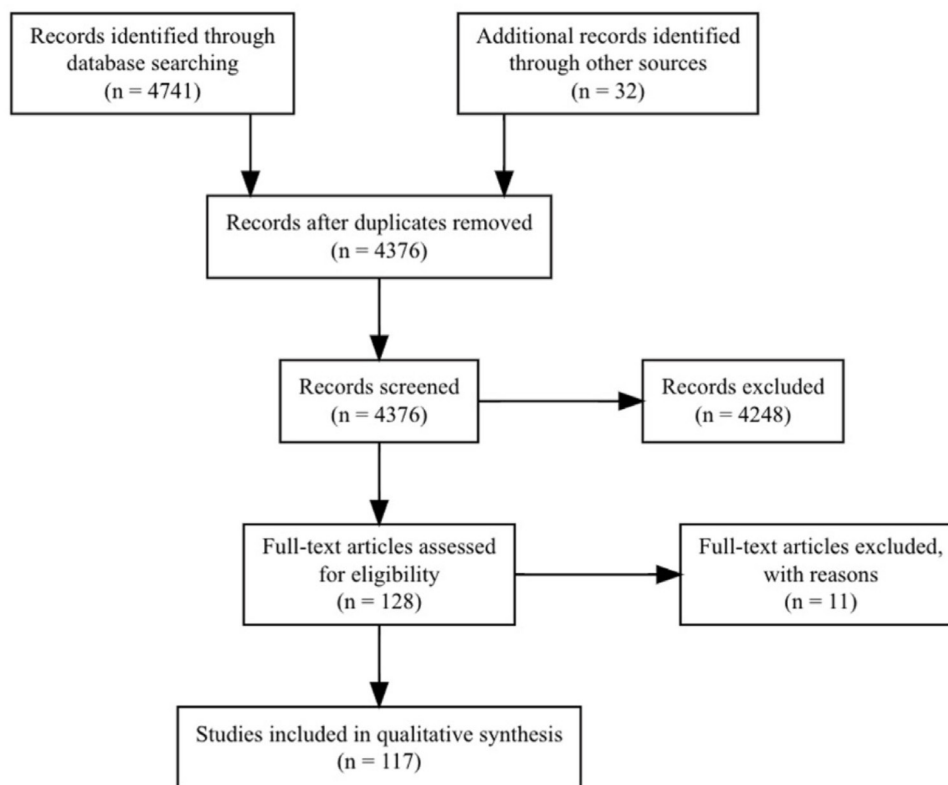 Records identified through
database searching
(n = 4741)
Additional records identified
through other sources
(n = 32)
Records after duplicates removed
(n = 4376)
Records screened
(n = 4376)
Records excluded
(n = 4248)
Full-text articles assessed
for eligibility
(n = 128)
Full-text articles excluded,
with reasons
(n = 11)
Studies included in qualitative synthesis
(n = 117)